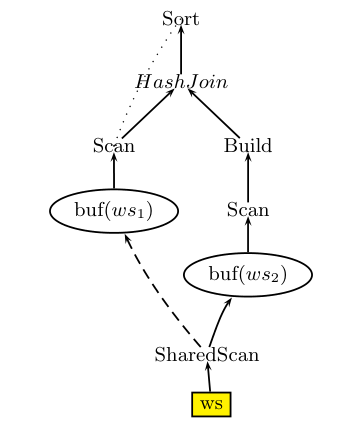 Sort
HashJoin
Scan
Build
buf(ws₁)
Scan
buf(ws₂)
SharedScan
ws